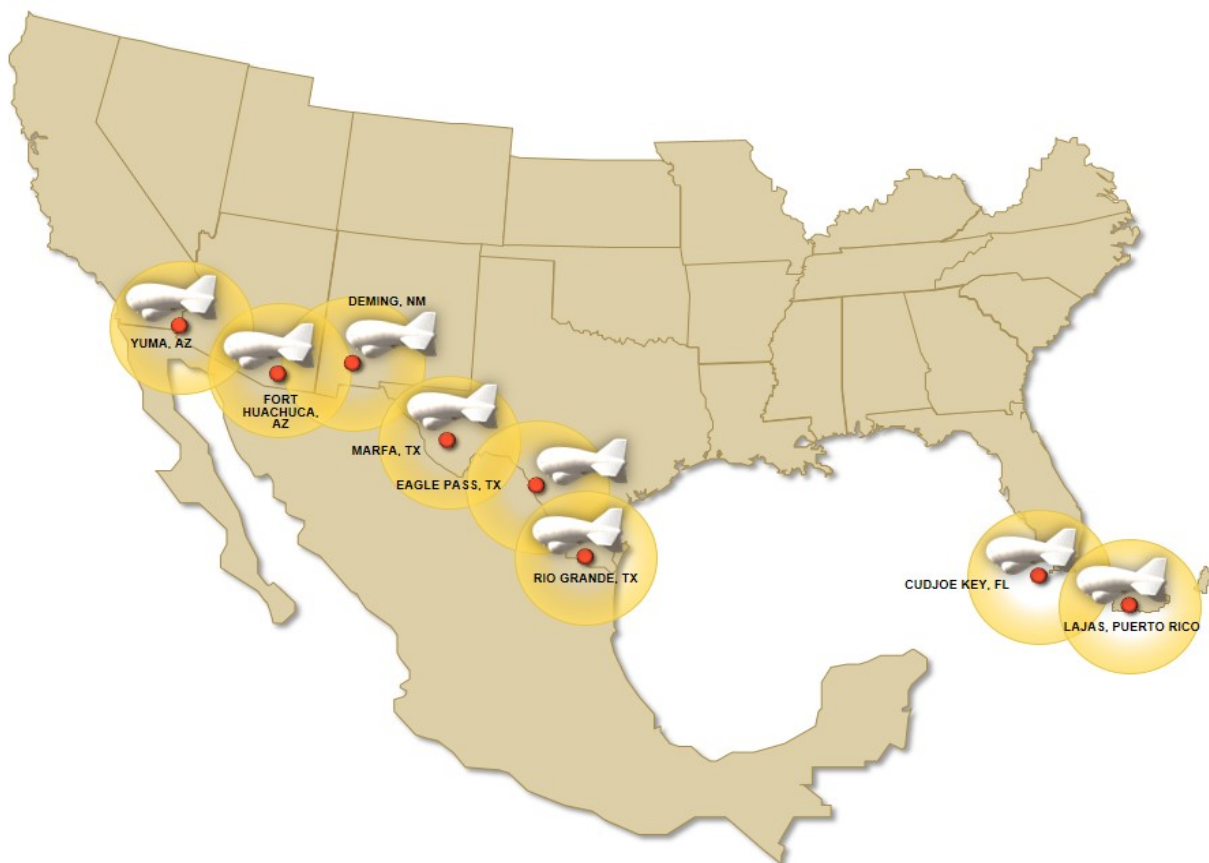 DEMING, NM
YUMA, AZ
FORT
HUACHUCA,
AZ
MARFA, TX
EAGLE PASS, TX
RIO GRANDE, TX
CUDJOE KEY, FL
LAJAS, PUERTO RICO